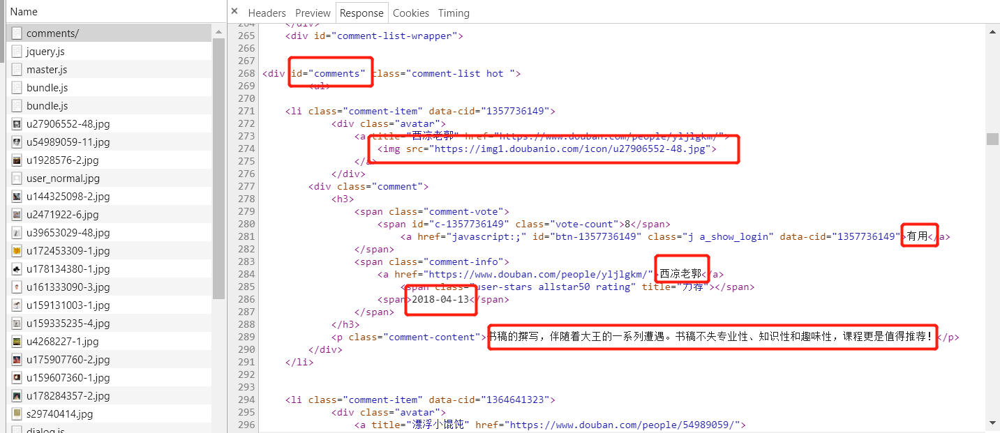 Name
× Headers Preview Response Cookies Timing
comments/
jquery.js
master.js
bundle.js
bundle.js
u27906552-48.jpg
u54989059-11.jpg
u1928576-2.jpg
user_normal.jpg
u144325098-2.jpg
u2471922-6.jpg
u39653029-48.jpg
u172453309-1.jpg
u178134380-1.jpg
u161333090-3.jpg
u159131003-1.jpg
u159335235-4.jpg
u4268227-1.jpg
u175907760-2.jpg
u159607360-1.jpg
u178284357-2.jpg
s29740414.jpg
dialog.js
264 </div>
265 <div id="comment-list-wrapper">
266
267
268 <div id="comments" class="comment-list hot ">
269 <ul>
270
271 <li class="comment-item" data-cid="1357736149">
272 <div class="avatar">
273 <a title="西凉老郭" href="https://www.douban.com/people/yljlgkm/">
274 <img src="https://img1.doubanio.com/icon/u27906552-48.jpg">
275 </a>
276 </div>
277 <div class="comment">
278 <h3>
279 <span class="comment-vote">
280 <span id="c-1357736149" class="vote-count">8</span>
281 <a href="javascript:;" id="btn-1357736149" class="j a_show_login" data-cid="1357736149">有用</a>
282 </span>
283 <span class="comment-info">
284 <a href="https://www.douban.com/people/yljlgkm/">西凉老郭</a>
285 <span class="user-stars allstar50 rating" title="力荐"></span>
286 <span>2018-04-13</span>
287 </span>
288 </h3>
289 <p class="comment-content">书稿的撰写，伴随着大王的一系列遭遇。书稿不失专业性、知识性和趣味性，课程更是值得推荐！</p>
290 </div>
291 </li>
292
293
294 <li class="comment-item" data-cid="1364641323">
295 <div class="avatar">
296 <a title="漂浮小馄饨" href="https://www.douban.com/people/54989059/">